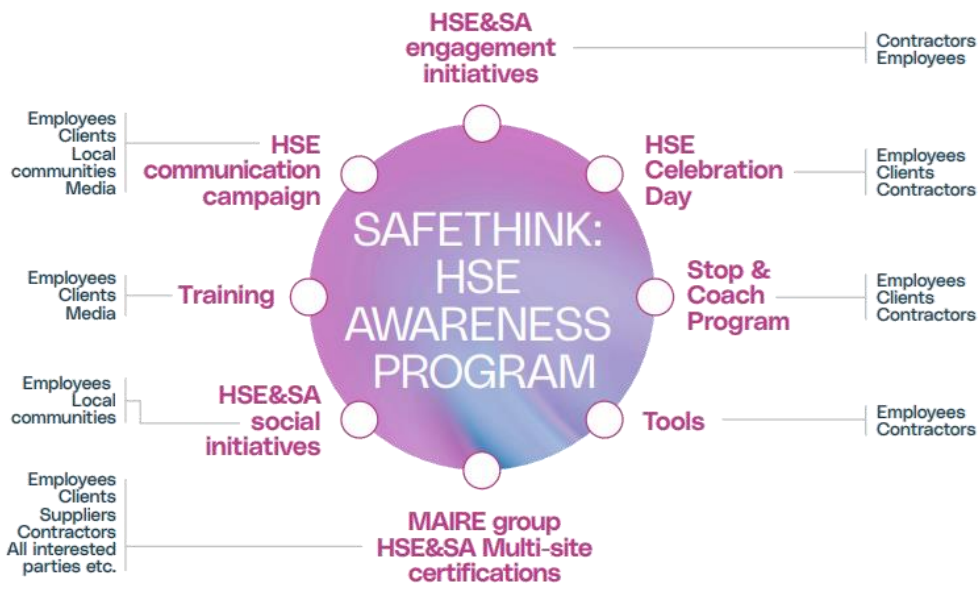 HSE&SA
engagement
initiatives
Contractors
Employees
HSE
Celebration
Day
Employees
Clients
Contractors
Stop &
Coach
Program
Employees
Clients
Contractors
Tools
Employees
Contractors
MAIRE group
HSE&SA Multi-site
certifications
Employees
Clients
Suppliers
Contractors
All interested
parties etc.
HSE&SA
social
initiatives
Employees
Local
communities
Training
Employees
Clients
Media
HSE
communication
campaign
Employees
Clients
Local
communities
Media
SAFETHINK:
HSE
AWARENESS
PROGRAM